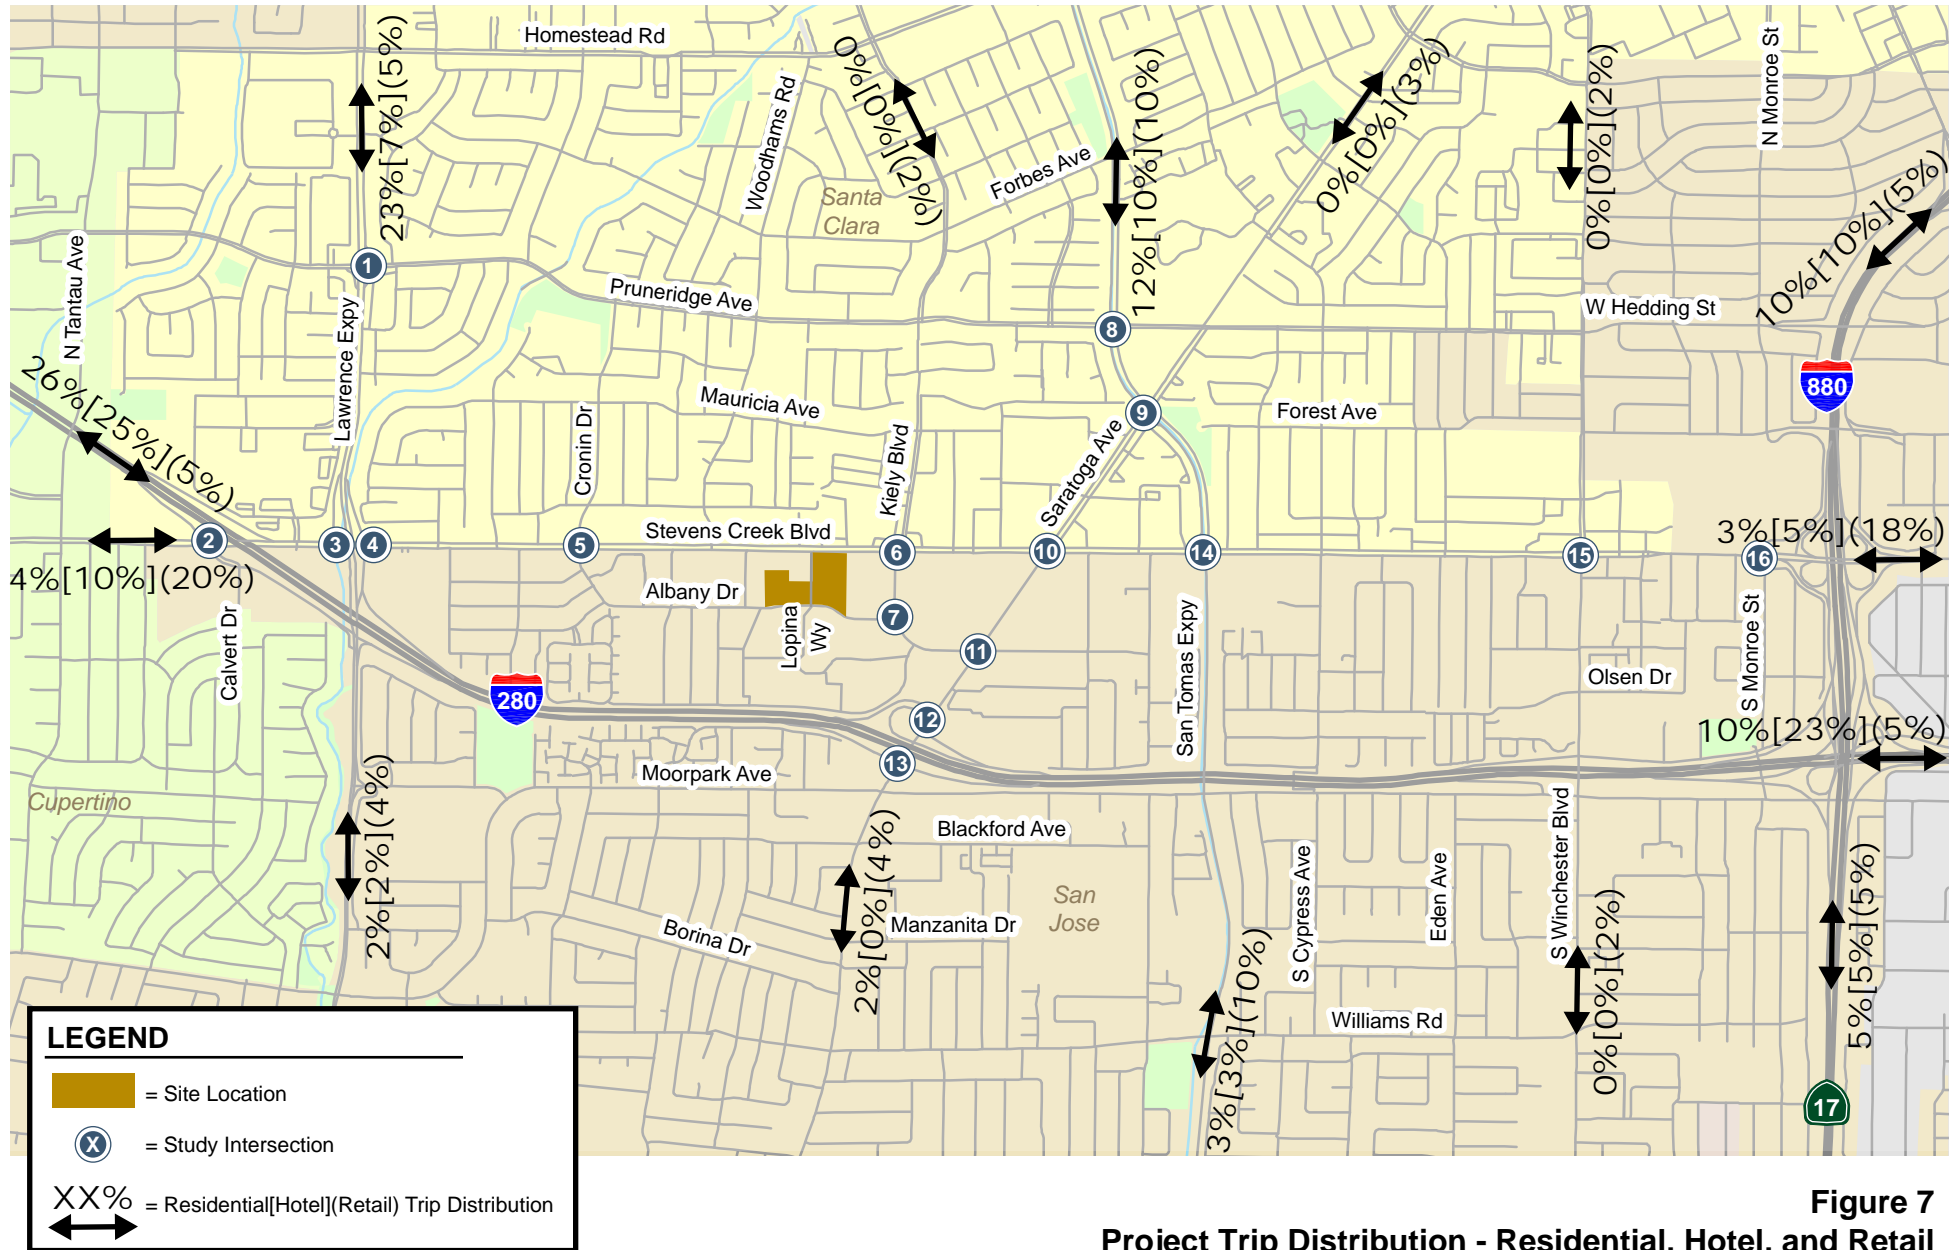 Homestead Rd
23%[7%](5%)
Woodhams Rd
0%[0%](2%)
Santa
Clara
Forbes Ave
12%[10%](10%)
0%[0%](3%)
0%[0%](2%)
N Monroe St
10%[10%](5%)
N Tantau Ave
1
Lawrence Expy
Pruneridge Ave
8
W Hedding St
880
26%[25%](5%)
Mauricia Ave
9
Forest Ave
Cronin Dr
Kiely Blvd
Saratoga Ave
Stevens Creek Blvd
2
3
4
5
6
10
14
15
16
3%[5%](18%)
4%[10%](20%)
Calvert Dr
Albany Dr
Lopina
Wy
7
11
San Tomas Expy
S Monroe St
Olsen Dr
280
12
10%[23%](5%)
13
Moorpark Ave
Cupertino
2%[2%](4%)
2%[0%](4%)
Blackford Ave
S Cypress Ave
Eden Ave
S Winchester Blvd
San
Jose
Borina Dr
Manzanita Dr
3%[3%](10%)
Williams Rd
0%[0%](2%)
5%[5%](5%)
17
LEGEND
= Site Location
X
= Study Intersection
XX%
= Residential[Hotel](Retail) Trip Distribution
Figure 7
Project Trip Distribution - Residential, Hotel, and Retail